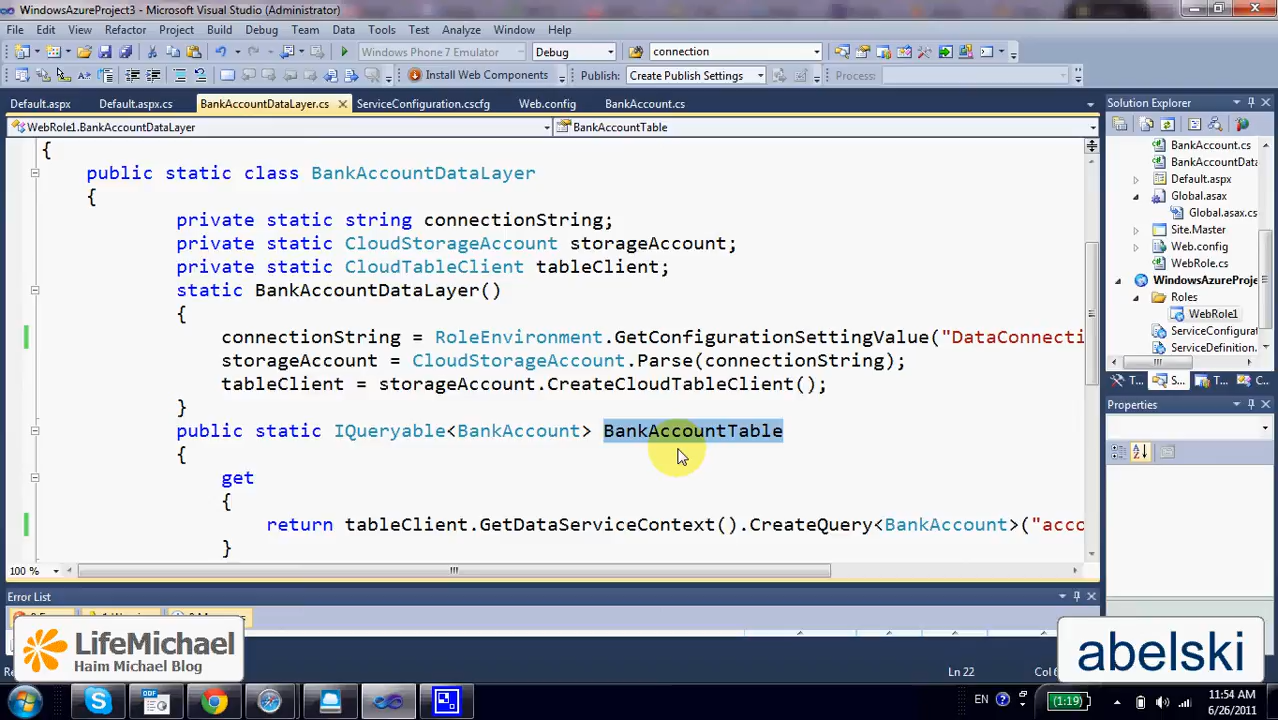 WindowsAzureProject3 - Microsoft Visual Studio (Administrator)
File Edit View Refactor Project Build Debug Team Data Tools Test Analyze Window Help
Windows Phone 7 Emulator Debug connection
Install Web Components Publish: Create Publish Settings Process:
Default.aspx Default.aspx.cs BankAccountDataLayer.cs ServiceConfiguration.cscfg Web.config BankAccount.cs
Solution Explorer
WebRole1.BankAccountDataLayer BankAccountTable
{
public static class BankAccountDataLayer
{
private static string connectionString;
private static CloudStorageAccount storageAccount;
private static CloudTableClient tableClient;
static BankAccountDataLayer()
{
connectionString = RoleEnvironment.GetConfigurationSettingValue("DataConnecti
storageAccount = CloudStorageAccount.Parse(connectionString);
tableClient = storageAccount.CreateCloudTableClient();
}
public static IQueryable<BankAccount> BankAccountTable
{
get
{
return tableClient.GetDataServiceContext().CreateQuery<BankAccount>("acco
}
100 %
BankAccount.cs
BankAccountData
Default.aspx
Global.asax
Global.asax.cs
Site.Master
Web.config
WebRole.cs
WindowsAzureProje
Roles
WebRole1
ServiceConfigurat
ServiceDefinition.
T... S... T... C...
Properties
Error List
Ln 22 Col 6
LifeMichael
Haim Michael Blog
abelski
EN (1:19) 11:54 AM
6/26/2011